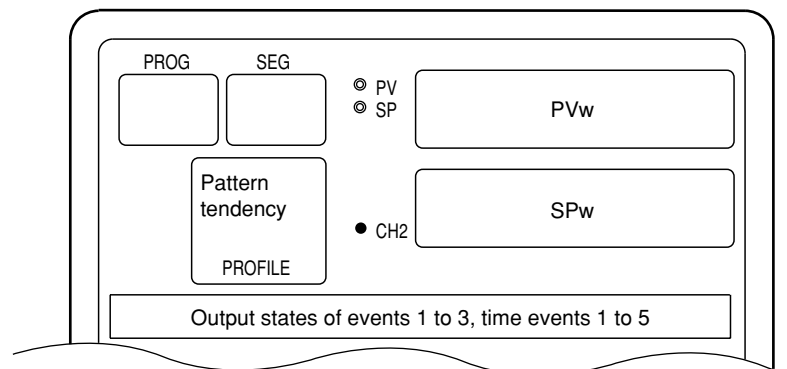 PROG SEG
PV
SP
PVw
Pattern
tendency
PROFILE
CH2
SPw
Output states of events 1 to 3, time events 1 to 5